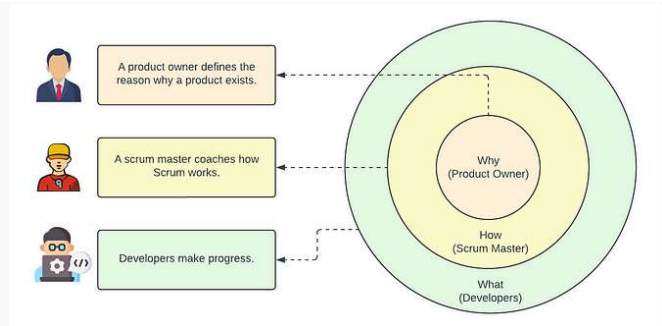 A product owner defines the
reason why a product exists.
A scrum master coaches how
Scrum works.
Developers make progress.
Why
(Product Owner)
How
(Scrum Master)
What
(Developers)